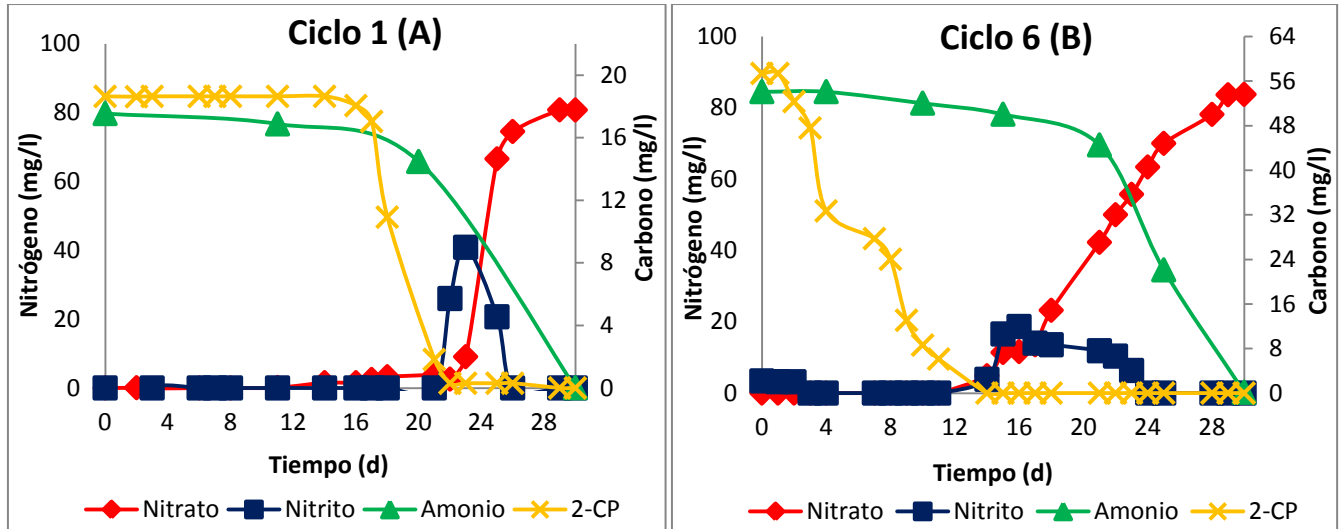 Ciclo 1 (A)
Nitrógeno (mg/l)
100
80
60
40
20
0
Carbono (mg/l)
20
16
12
8
4
0
0 4 8 12 16 20 24 28
Tiempo (d)
Nitrato Nitrito Amonio 2-CP
Ciclo 6 (B)
Nitrógeno (mg/l)
100
80
60
40
20
0
Carbono (mg/l)
64
56
48
40
32
24
16
8
0
0 4 8 12 16 20 24 28
Tiempo (d)
Nitrato Nitrito Amonio 2-CP